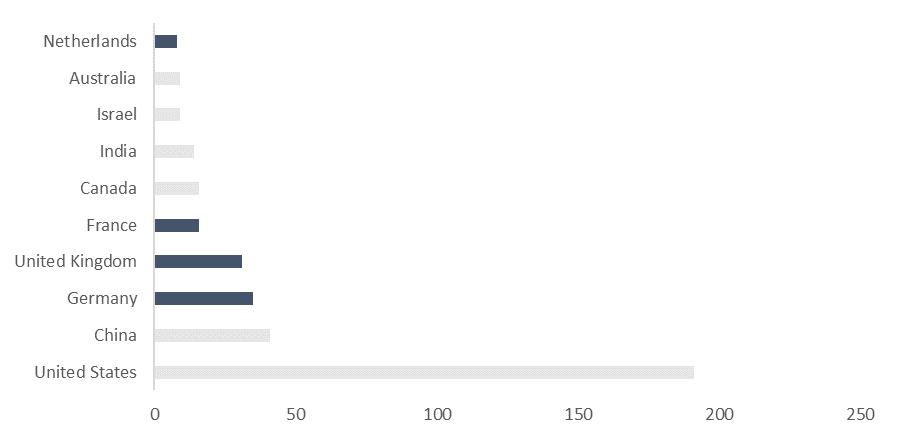 Netherlands
Australia
Israel
India
Canada
France
United Kingdom
Germany
China
United States
0 50 100 150 200 250